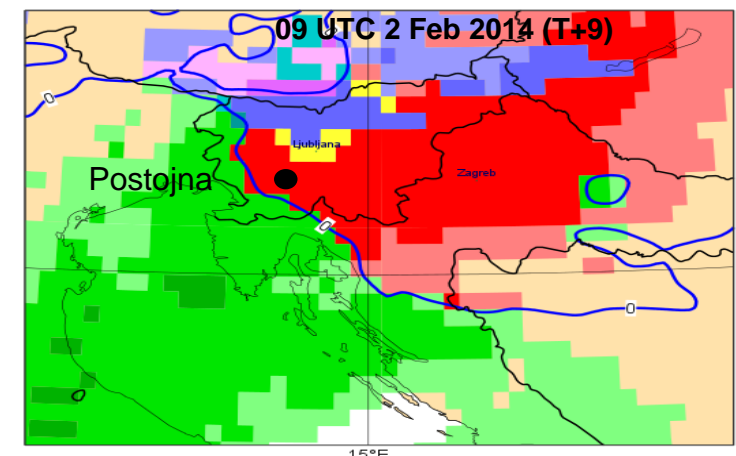 09 UTC 2 Feb 2014 (T+9)
0
Ljubljana
Postojna
Zagreb
0
0
15°E